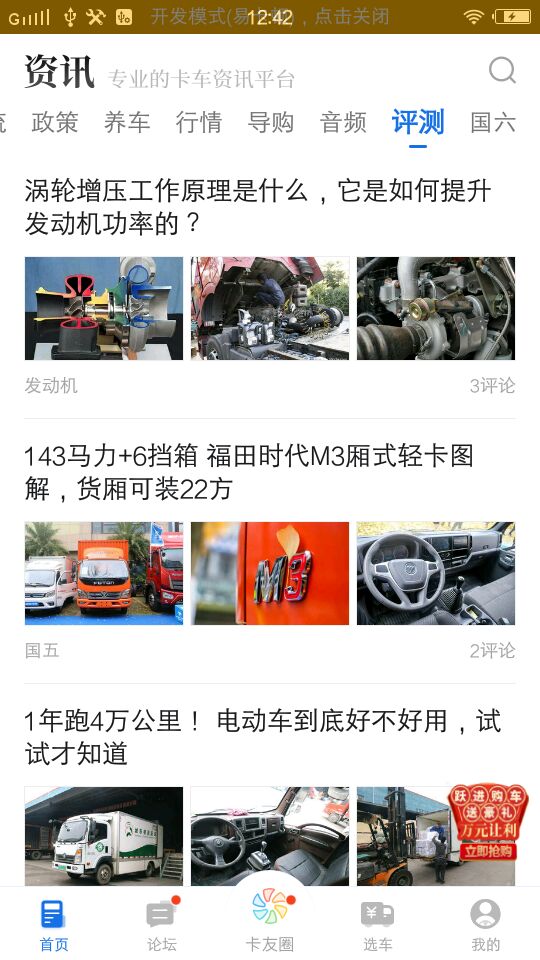 开发模式(易
，点击关闭
12:42
资讯 专业的卡车资讯平台
政策 养车 行情 导购 音频 评测 国六
涡轮增压工作原理是什么，它是如何提升
发动机功率的？
发动机 3评论
143马力+6挡箱 福田时代M3厢式轻卡图
解，货厢可装22方
FOTON
M3
国五 2评论
1年跑4万公里！ 电动车到底好不好用，试
试才知道
跃进购车
送豪礼
万元让利
立即抢购
首页 论坛 卡友圈 选车 我的